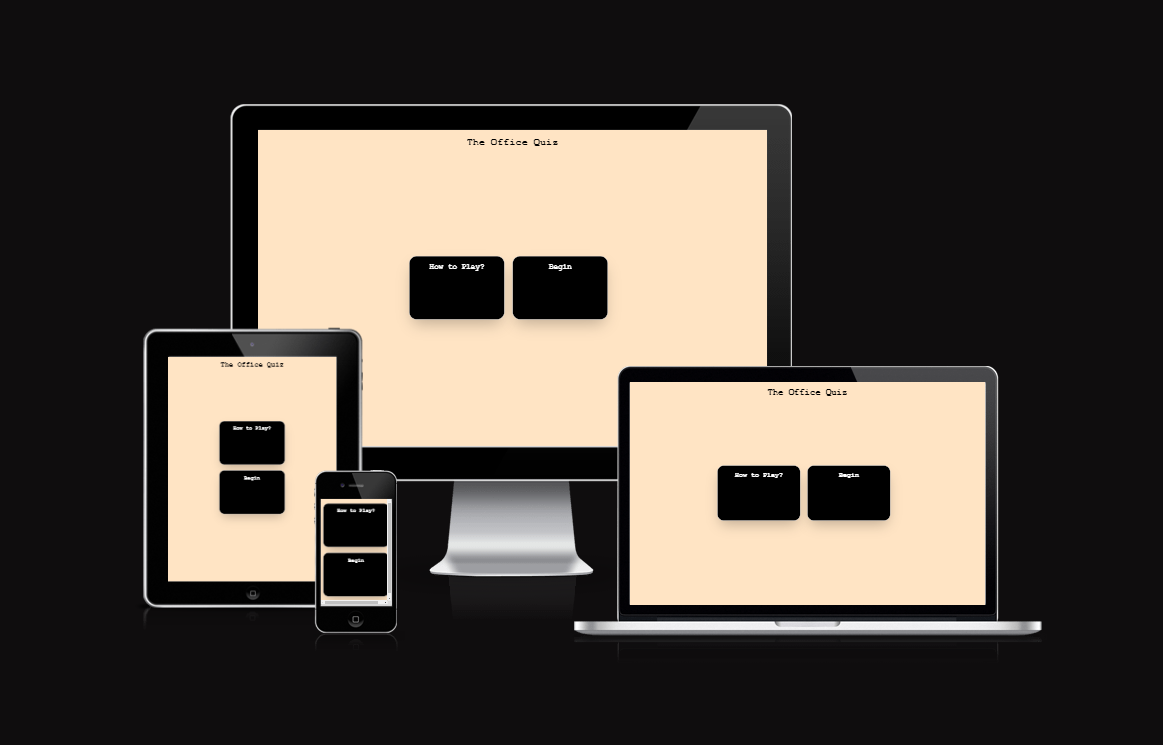 The Office Quiz
How to Play?
Begin
The Office Quiz
How to Play?
Begin
How to Play?
Begin
The Office Quiz
How to Play?
Begin